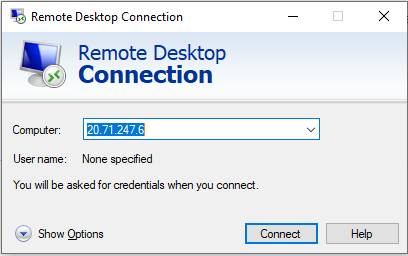 Remote Desktop Connection
Remote Desktop
Connection
Computer: 20.71.247.6
User name: None specified
You will be asked for credentials when you connect.
Show Options Connect Help